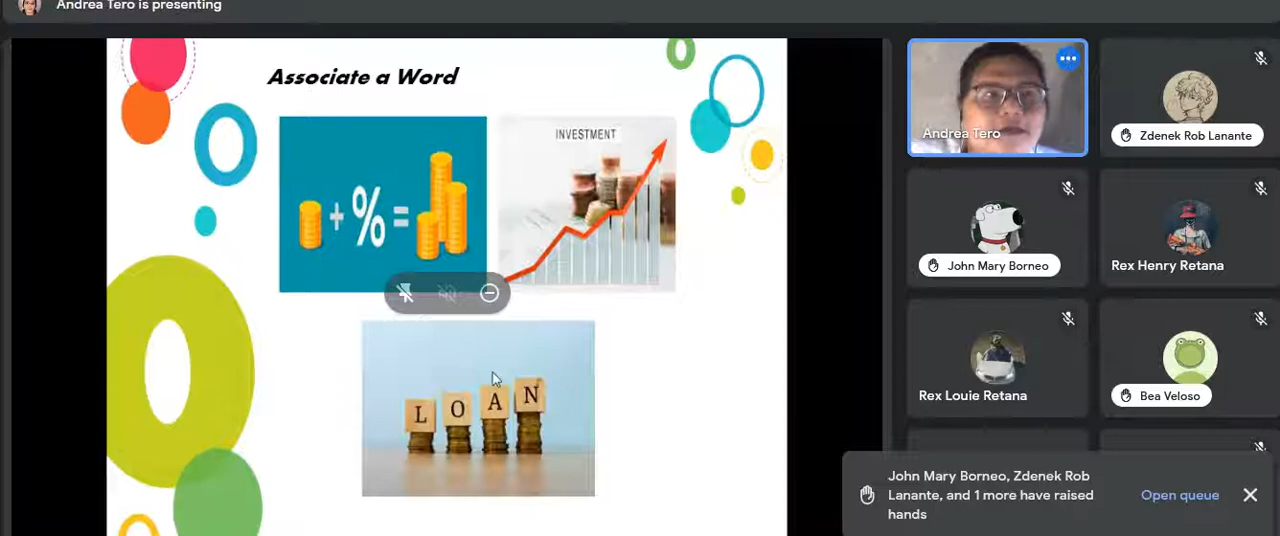 Andrea Tero is presenting
Associate a Word
+ % =
INVESTMENT
L O A N
Andrea Tero
Zdenek Rob Lanante
John Mary Borneo
Rex Henry Retana
Rex Louie Retana
Bea Veloso
John Mary Borneo, Zdenek Rob
Lanante, and 1 more have raised
hands
Open queue